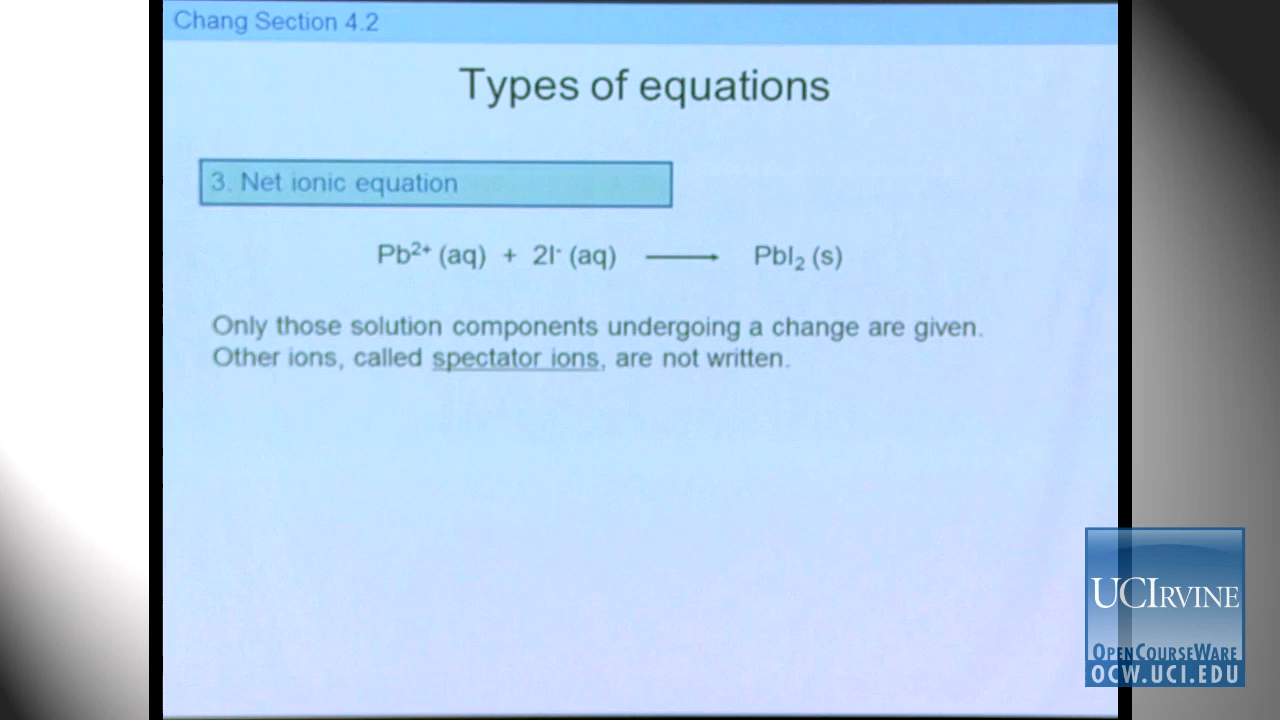 Chang Section 4.2
Types of equations
3. Net ionic equation
Pb²⁺ (aq) + 2I⁻ (aq) ⟶ PbI₂ (s)
Only those solution components undergoing a change are given.
Other ions, called spectator ions, are not written.
UCIRVINE
OPENCOURSEWARE
OCW.UCI.EDU